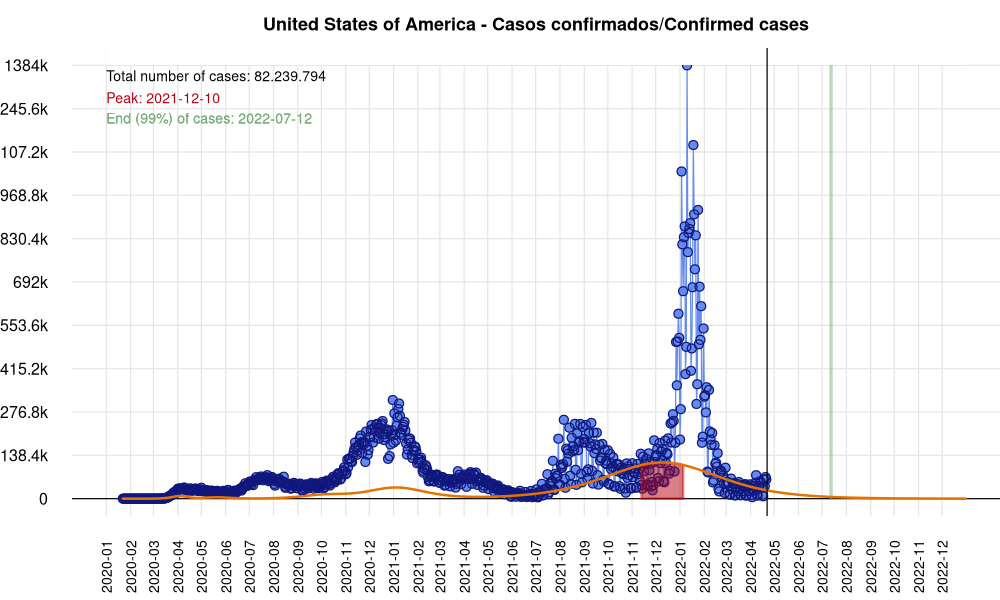 United States of America - Casos confirmados/Confirmed cases
1384k
Total number of cases: 82.239.794
Peak: 2021-12-10
245.6k
End (99%) of cases: 2022-07-12
107.2k
968.8k
830.4k
692k
553.6k
415.2k
276.8k
138.4k
0
2020-01
2020-02
2020-03
2020-04
2020-05
2020-06
2020-07
2020-08
2020-09
2020-10
2020-11
2020-12
2021-01
2021-02
2021-03
2021-04
2021-05
2021-06
2021-07
2021-08
2021-09
2021-10
2021-11
2021-12
2022-01
2022-02
2022-03
2022-04
2022-05
2022-06
2022-07
2022-08
2022-09
2022-10
2022-11
2022-12